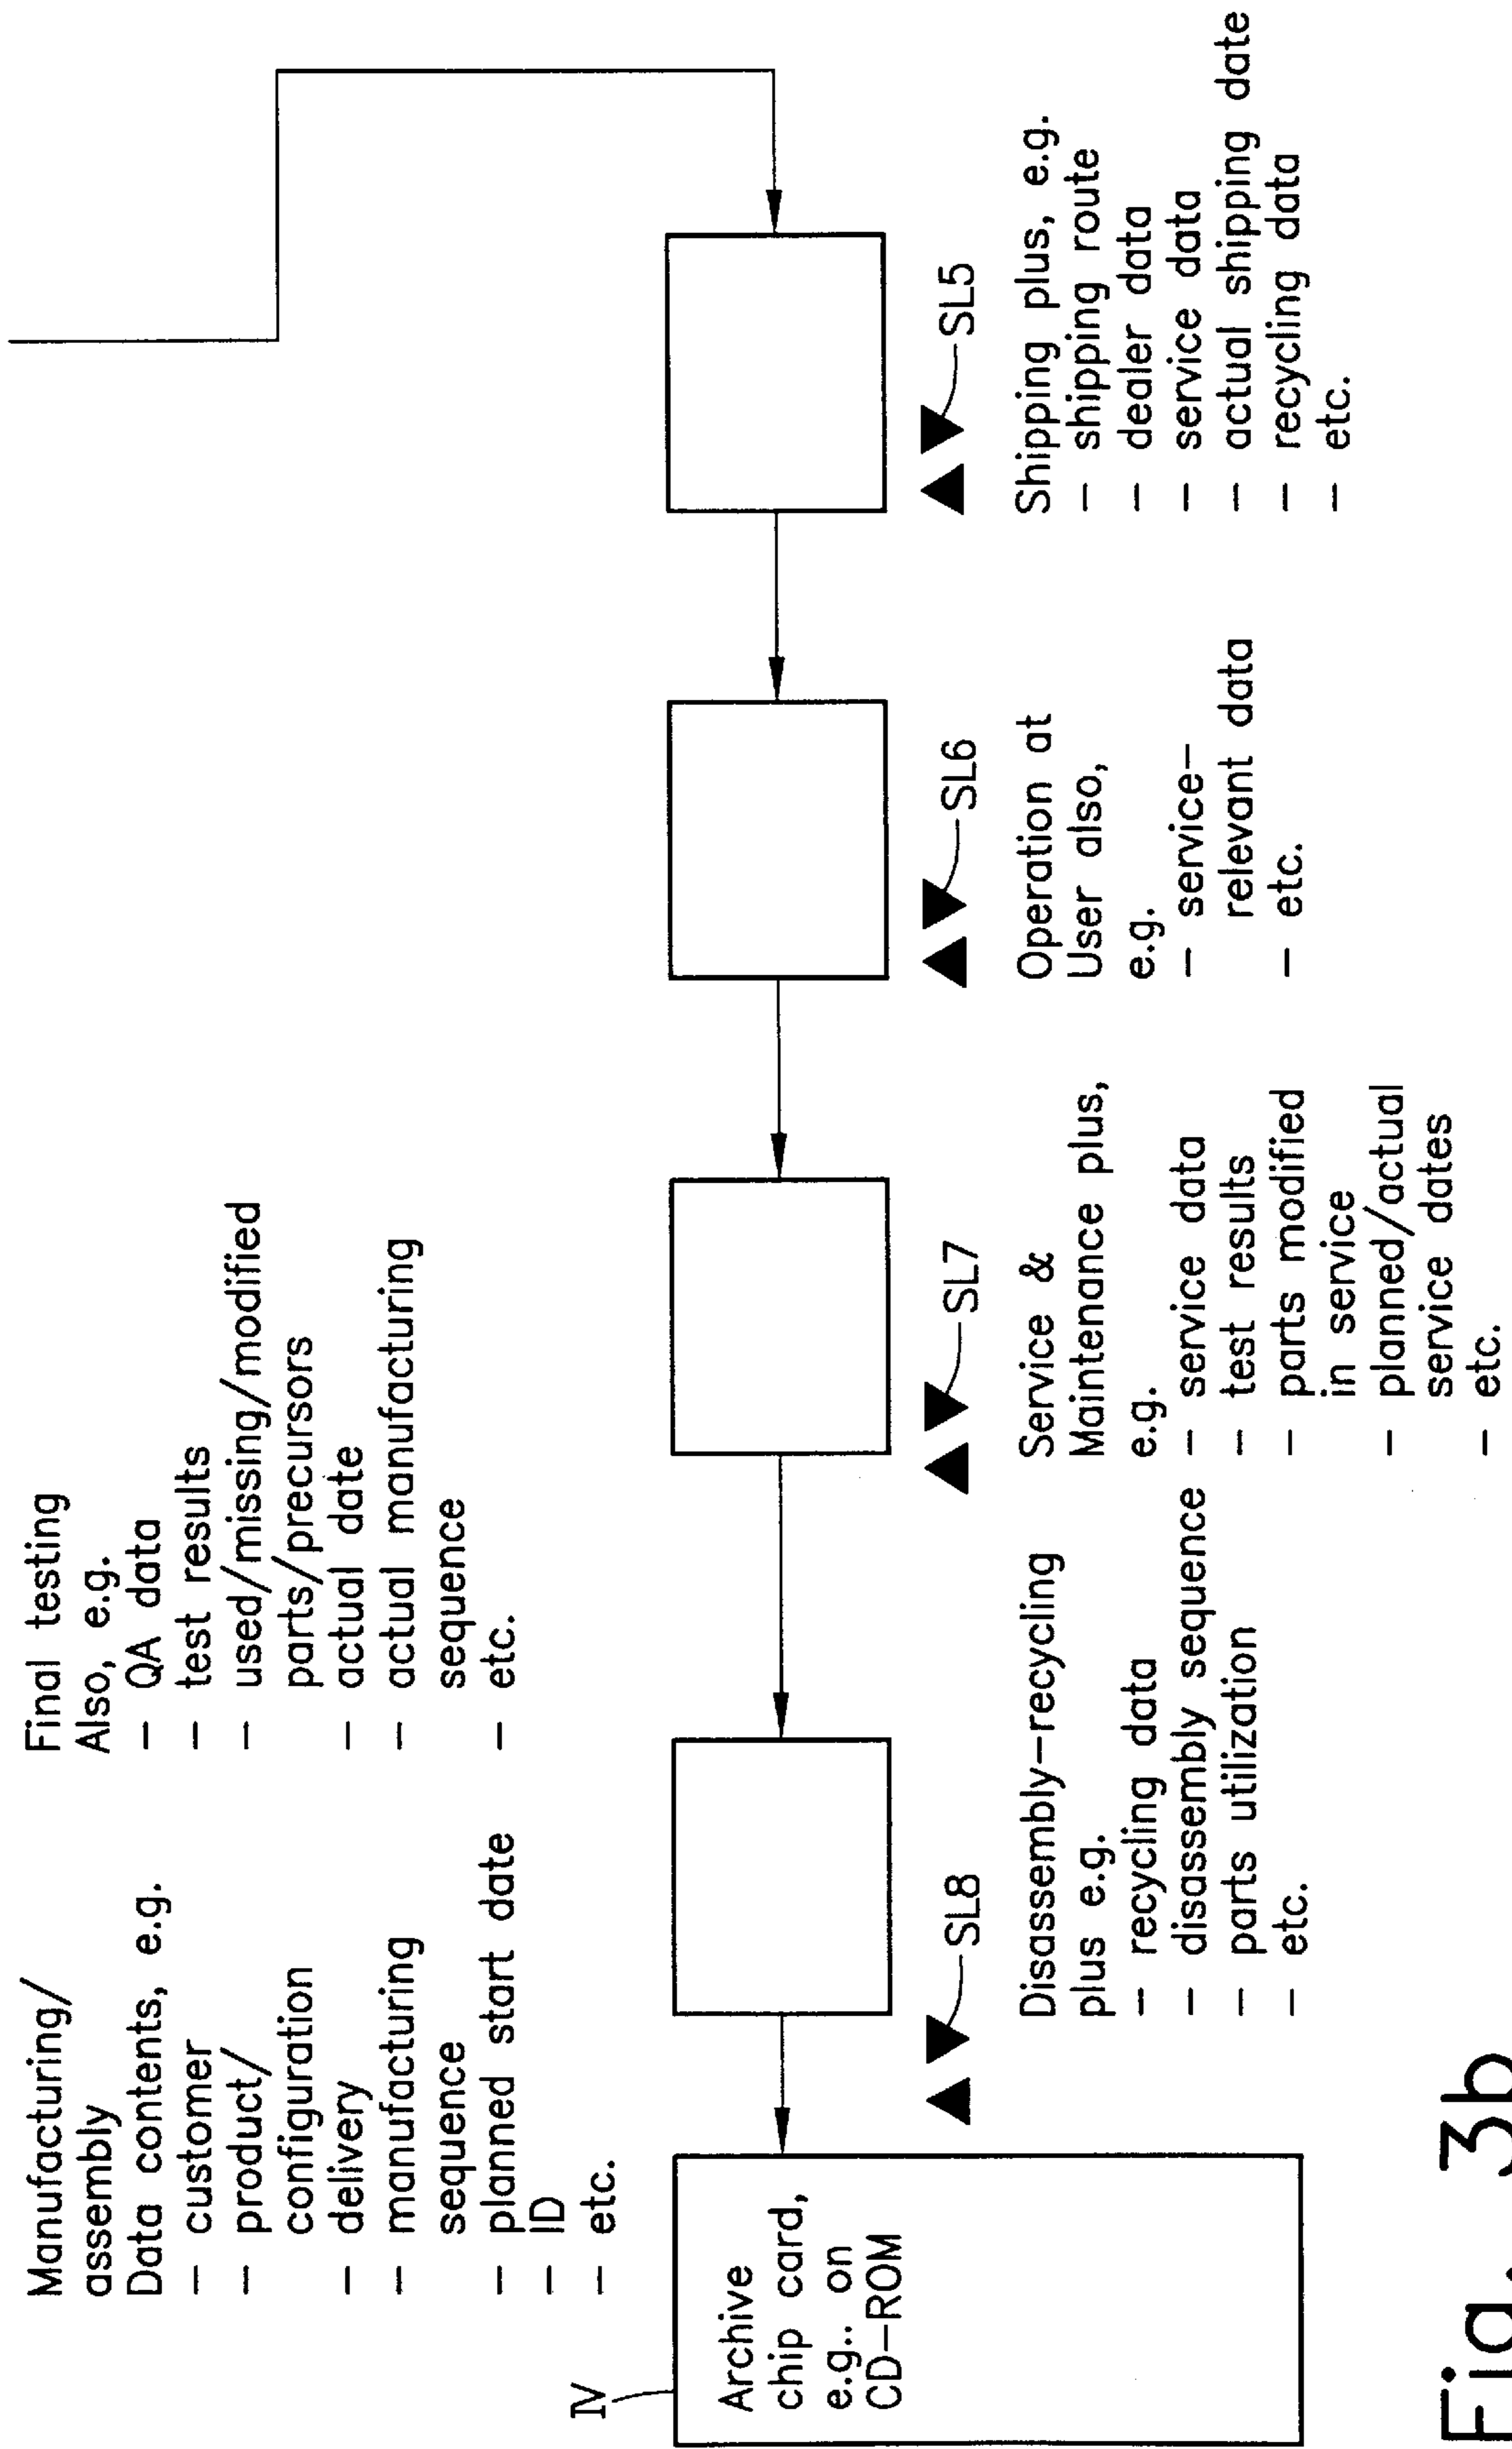 Manufacturing/
assembly
Data contents, e.g.
— customer
— product/
configuration
— delivery
— manufacturing
sequence
— planned start date
— ID
— etc.
Final testing
Also, e.g.
— QA data
— test results
— used/missing/modified
parts/precursors
— actual date
— actual manufacturing
sequence
— etc.
IV
Archive
chip card,
e.g.. on
CD—ROM
SL8
Disassembly—recycling
plus e.g.
— recycling data
— disassembly sequence
— parts utilization
— etc.
SL7
Service &
Maintenance plus,
e.g.
— service data
— test results
— parts modified
in service
— planned/actual
service dates
— etc.
SL6
Operation at
User also,
e.g.
— service—
relevant data
— etc.
SL5
Shipping plus, e.g.
— shipping route
— dealer data
— service data
— actual shipping date
— recycling data
— etc.
Fig. 3b